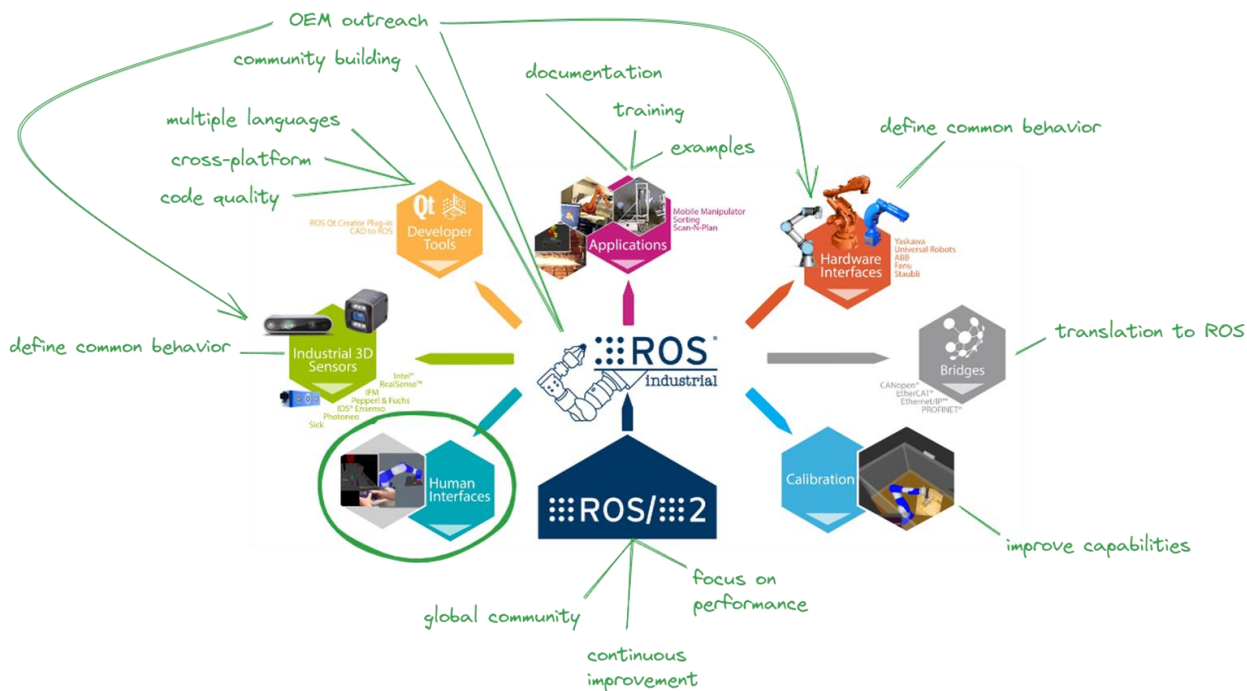 OEM outreach
community building
documentation
training
examples
multiple languages
cross-platform
code quality
define common behavior
ROS Qt Creator Plug-in
CAD to ROS
Qt
Developer
Tools
Applications
Mobile Manipulator
Sorting
Scan-N-Plan
Hardware
Interfaces
Yaskawa
Universal Robots
ABB
Fanu
Staubli
define common behavior
Industrial 3D
Sensors
Intel®
RealSense™
IFM
Pepperl & Fuchs
IDS® Ensenso
Photoneo
Sick
ROS®
industrial
Bridges
CANopen®
EtherCAT®
Ethernet/IP™
PROFINET®
translation to ROS
Human
Interfaces
ROS/2
Calibration
improve capabilities
global community
continuous
improvement
focus on
performance